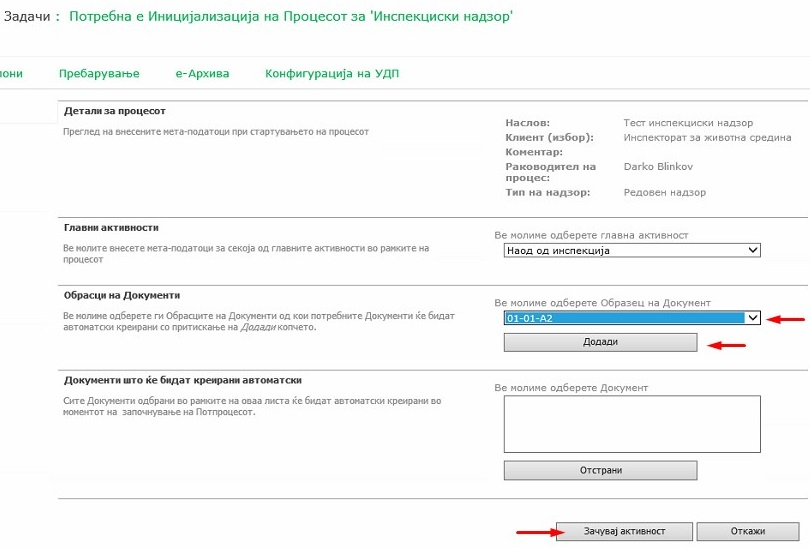 Задачи : Потребна е Иницијализација на Процесот за 'Инспекциски надзор'
Пребарување е-Архива Конфигурација на УДП
Детали за процесот
Преглед на внесените мета-податоци при стартувањето на процесот
Наслов: Тест инспекциски надзор
Клиент (избор): Инспекторат за животна средина
Коментар:
Раководител на Darko Blinkov
процес:
Тип на надзор: Редовен надзор
Главни активности
Ве молите внесете мета-податоци за секоја од главните активности во рамките на
процесот
Ве молиме одберете главна активност
Наод од инспекција
Обрасци на Документи
Ве молиме одберете ги Обрасците на Документи од кои потребните Документи ќе бидат
автоматски креирани со притискање на Додади копчето.
Ве молиме одберете Образец на Документ
01-01-A2
Додади
Документи што ќе бидат креирани автоматски
Сите Документи одбрани во рамките на оваа листа ќе бидат автоматски креирани во
моментот на започнување на Потпроцесот.
Ве молиме одберете Документ
Отстрани
Зачувај активност Откажи